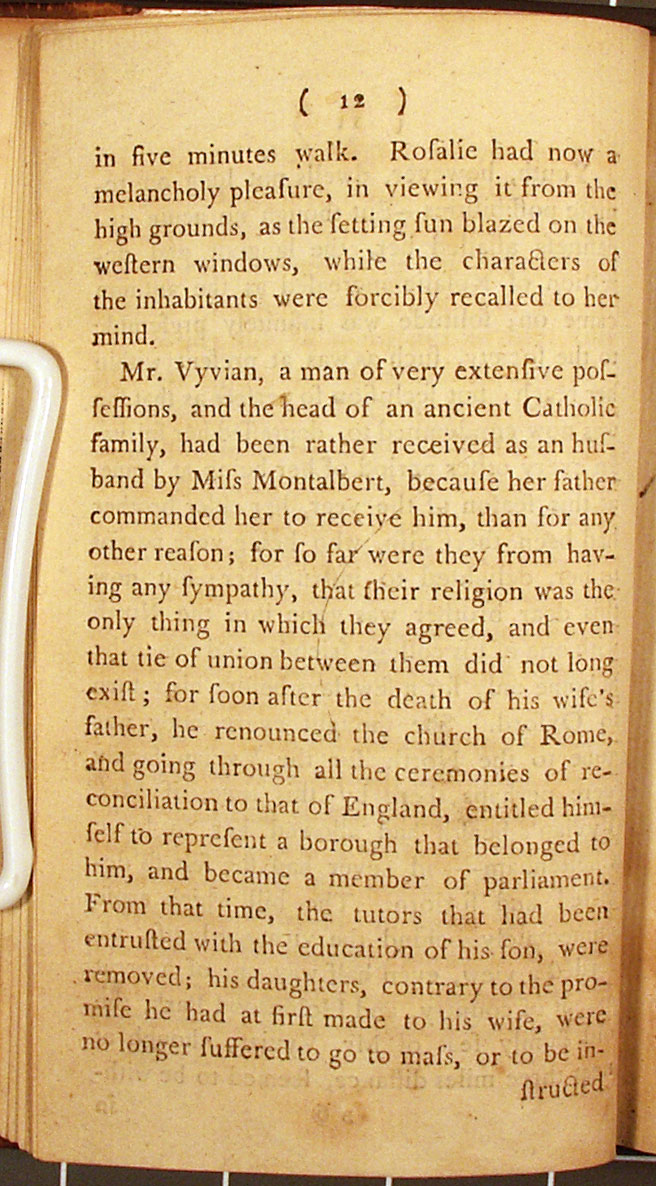 ( 12 )
in five minutes walk. Roſalie had now a
melancholy pleaſure, in viewing it from the
high grounds, as the ſetting ſun blazed on the
weſtern windows, while the characters of
the inhabitants were forcibly recalled to her
mind.
Mr. Vyvian, a man of very extenſive poſ-
ſeſſions, and the head of an ancient Catholic
family, had been rather received as an huſ-
band by Miſs Montalbert, becauſe her father
commanded her to receive him, than for any
other reaſon; for ſo far were they from hav-
ing any ſympathy, that their religion was the
only thing in which they agreed, and even
that tie of union between them did not long
exiſt; for ſoon after the death of his wife's
father, he renounced the church of Rome,
and going through all the ceremonies of re-
conciliation to that of England, entitled him-
ſelf to repreſent a borough that belonged to
him, and became a member of parliament.
From that time, the tutors that had been
entruſted with the education of his ſon, were
removed; his daughters, contrary to the pro-
miſe he had at firſt made to his wife, were
no longer ſuffered to go to maſs, or to be in-
ſtructed